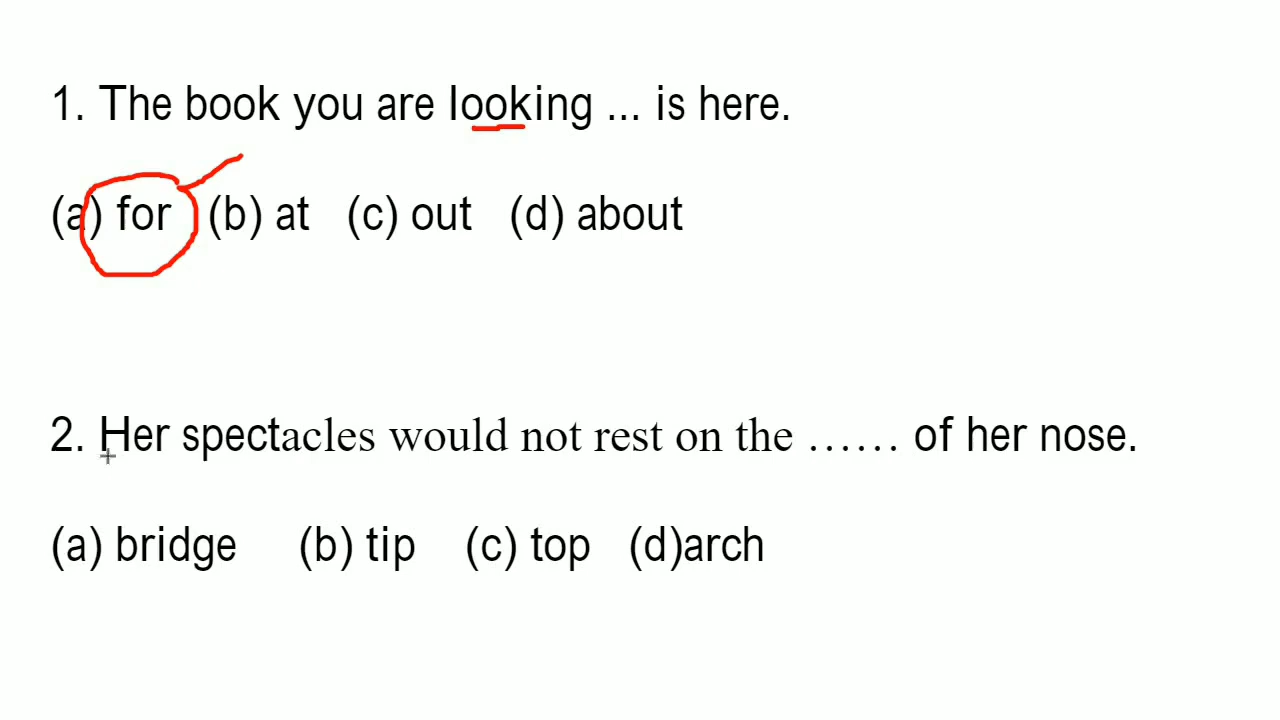 1. The book you are looking ... is here.
(a) for (b) at (c) out (d) about
2. Her spectacles would not rest on the ...... of her nose.
(a) bridge (b) tip (c) top (d)arch